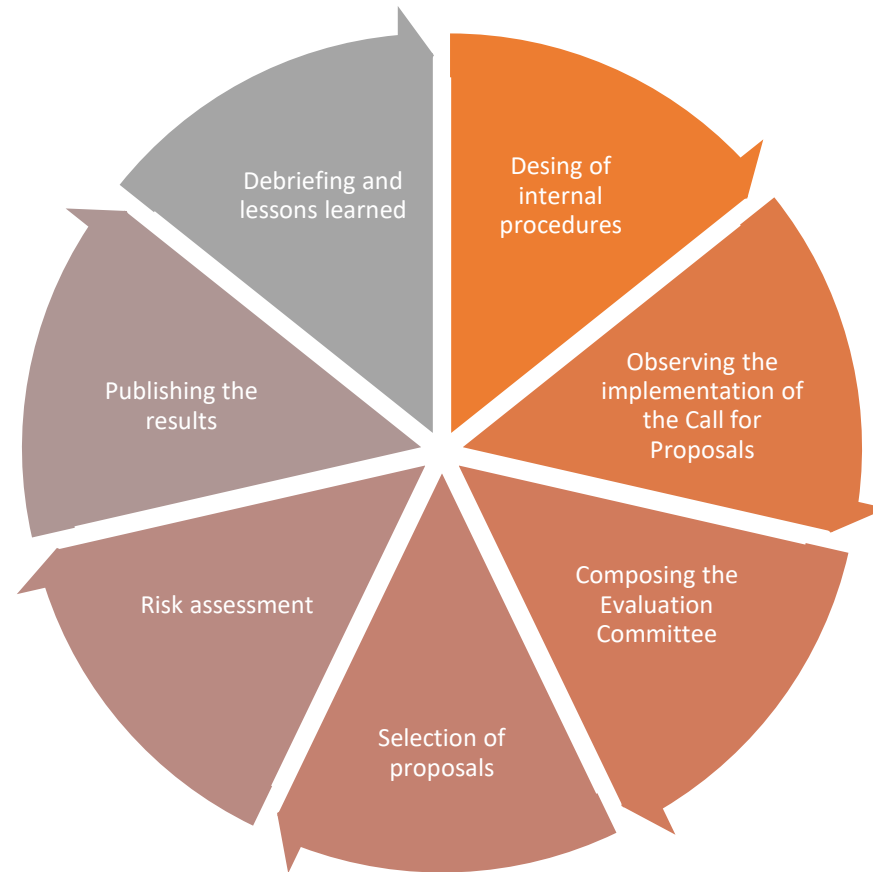 Desing of
internal
procedures
Observing the
implementation of
the Call for
Proposals
Composing the
Evaluation
Committee
Selection of
proposals
Risk assessment
Publishing the
results
Debriefing and
lessons learned